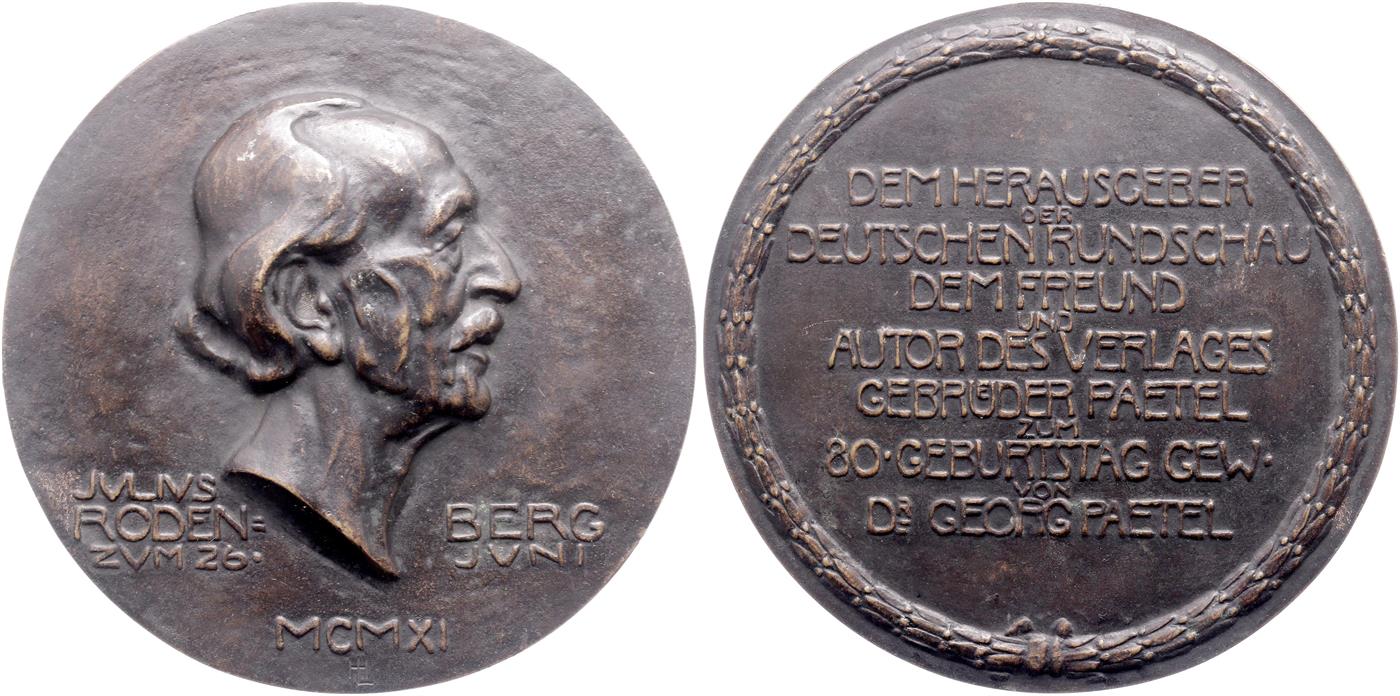 JVLIVS
RODEN= BERG
ZVM 26· JVNI
MCMXI
HL
DEM HERAUSGEBER
DER
DEUTSCHEN RUNDSCHAU
DEM FREUND
UND
AUTOR DES VERLAGES
GEBRÜDER PAETEL
ZUM
80·GEBURTSTAG GEW·
VON
DR GEORG PAETEL